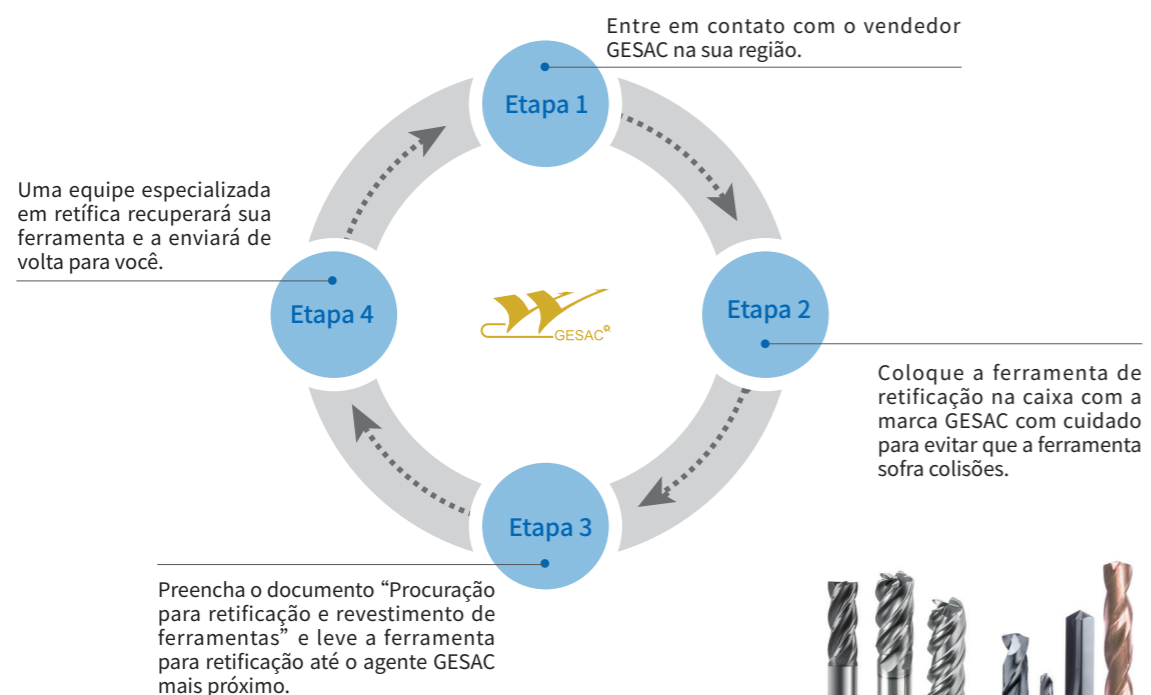 Entre em contato com o vendedor
GESAC na sua região.
Etapa 1
Uma equipe especializada
em retífica recuperará sua
ferramenta e a enviará de
volta para você.
Etapa 4
GESAC®
Etapa 2
Coloque a ferramenta de
retificação na caixa com a
marca GESAC com cuidado
para evitar que a ferramenta
sofra colisões.
Etapa 3
Preencha o documento “Procuração
para retificação e revestimento de
ferramentas” e leve a ferramenta
para retificação até o agente GESAC
mais próximo.